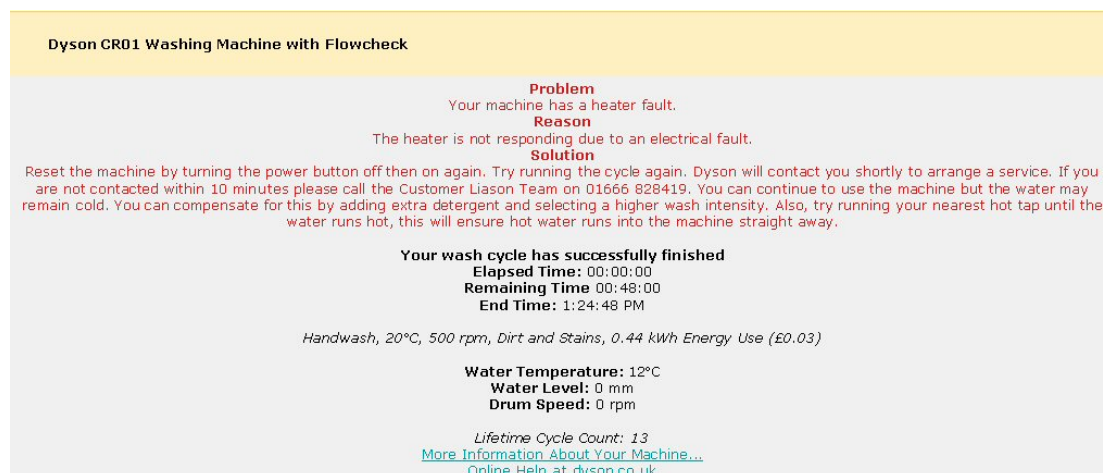 Dyson CR01 Washing Machine with Flowcheck
Problem
Your machine has a heater fault.
Reason
The heater is not responding due to an electrical fault.
Solution
Reset the machine by turning the power button off then on again. Try running the cycle again. Dyson will contact you shortly to arrange a service. If you
are not contacted within 10 minutes please call the Customer Liason Team on 01666 828419. You can continue to use the machine but the water may
remain cold. You can compensate for this by adding extra detergent and selecting a higher wash intensity. Also, try running your nearest hot tap until the
water runs hot, this will ensure hot water runs into the machine straight away.
Your wash cycle has successfully finished
Elapsed Time: 00:00:00
Remaining Time 00:48:00
End Time: 1:24:48 PM
Handwash, 20°C, 500 rpm, Dirt and Stains, 0.44 kWh Energy Use (£0.03)
Water Temperature: 12°C
Water Level: 0 mm
Drum Speed: 0 rpm
Lifetime Cycle Count: 13
More Information About Your Machine...
Online Help at dyson.co.uk